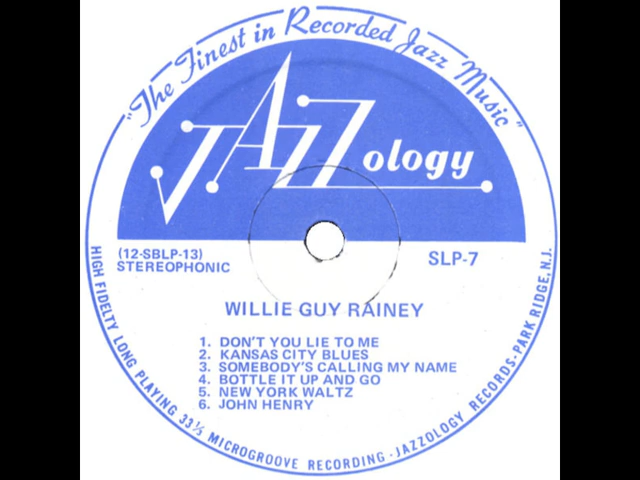 "The Finest in Recorded Jazz Music"
JAZZology
(12-SBLP-13)
STEREOPHONIC
SLP-7
WILLIE GUY RAINEY
1. DON'T YOU LIE TO ME
2. KANSAS CITY BLUES
3. SOMEBODY'S CALLING MY NAME
4. BOTTLE IT UP AND GO
5. NEW YORK WALTZ
6. JOHN HENRY
HIGH FIDELTY LONG PLAYING 33⅓ MICROGROOVE RECORDING - JAZZOLOGY RECORDS - PARK RIDGE, N.J.